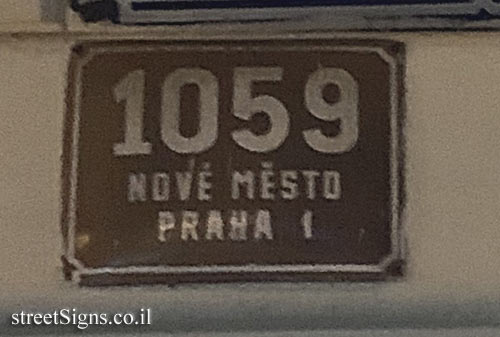 1059
NOVÉ MĚSTO
PRAHA 1
streetSigns.co.il